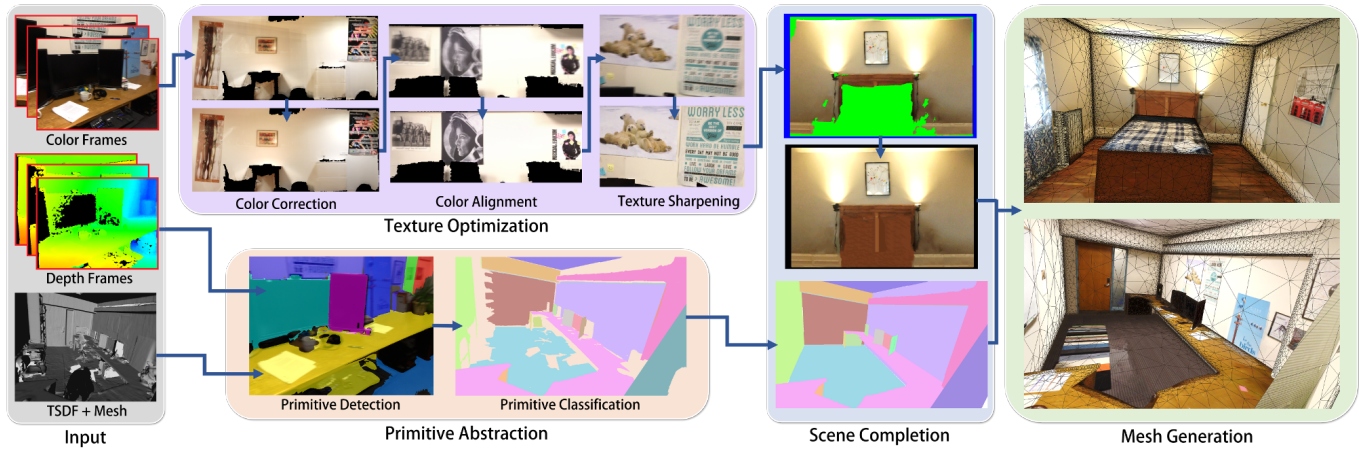 Color Frames
Depth Frames
TSDF + Mesh
Input
WORRY LESS
WORRY LESS
Color Correction
Color Alignment
Texture Sharpening
Texture Optimization
Primitive Detection
Primitive Classification
Primitive Abstraction
Scene Completion
Mesh Generation